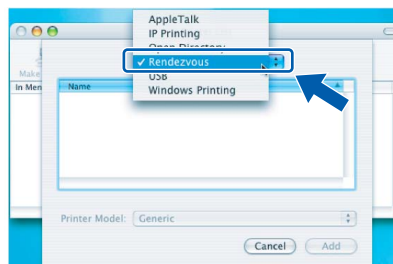 AppleTalk
IP Printing
Open Directory
✓ Rendezvous
USB
Windows Printing
Make
In Men
Name
Printer Model: Generic
Cancel Add